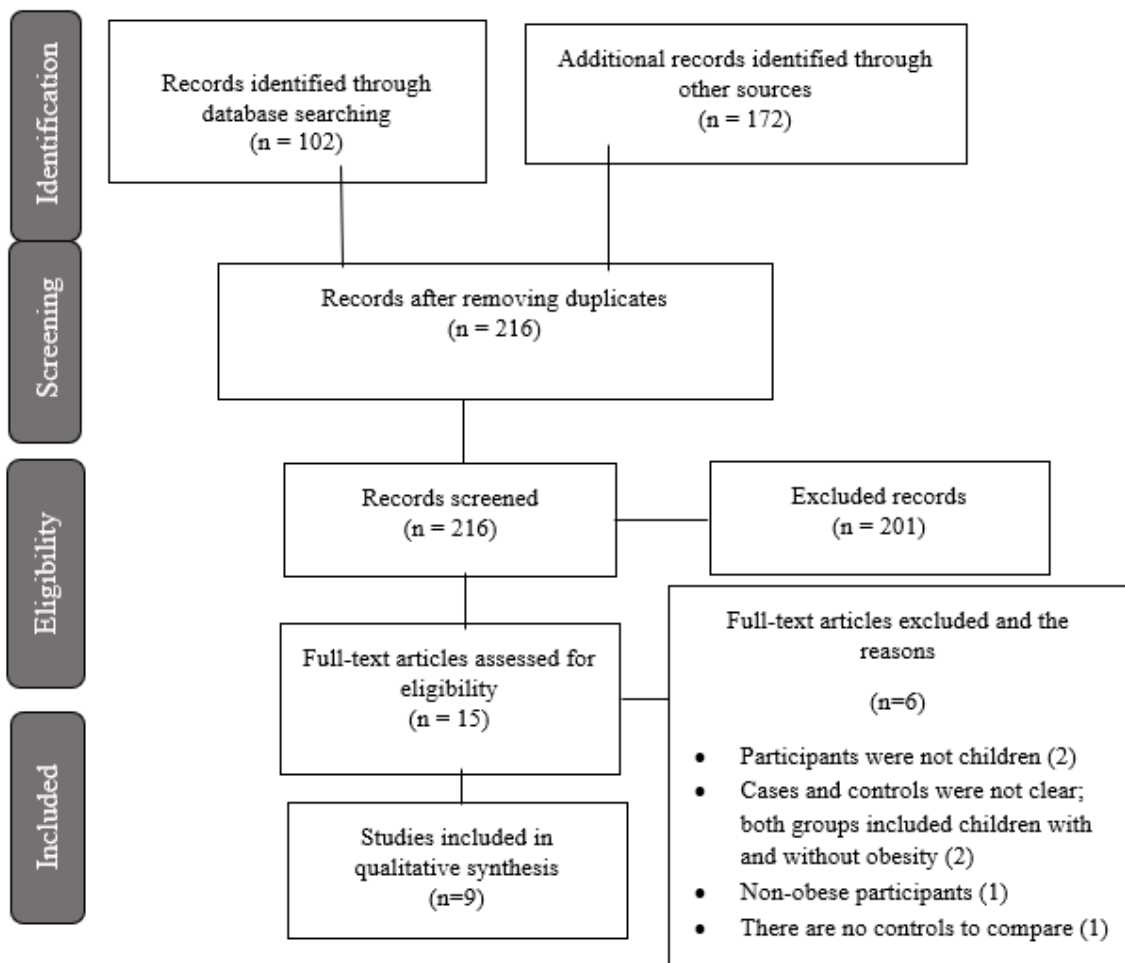 Identification
Records identified through
database searching
(n = 102)
Additional records identified through
other sources
(n = 172)
Screening
Records after removing duplicates
(n = 216)
Eligibility
Records screened
(n = 216)
Excluded records
(n = 201)
Full-text articles assessed for
eligibility
(n = 15)
Full-text articles excluded and the
reasons
(n=6)
• Participants were not children (2)
• Cases and controls were not clear;
both groups included children with
and without obesity (2)
• Non-obese participants (1)
• There are no controls to compare (1)
Included
Studies included in
qualitative synthesis
(n=9)